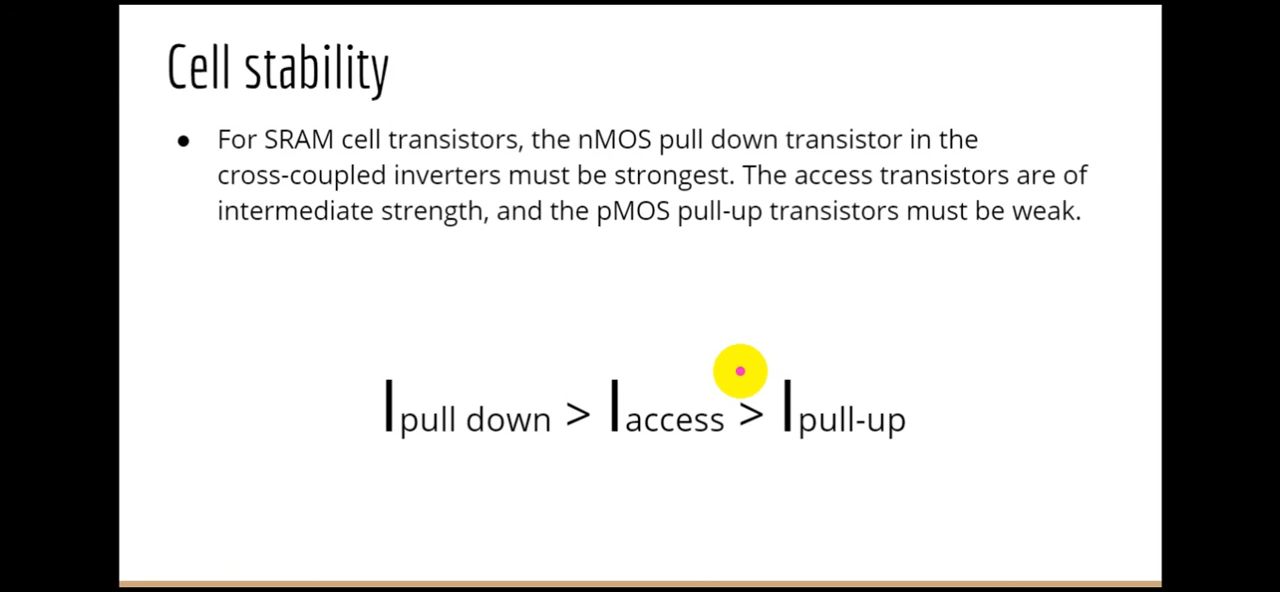 Cell stability
● For SRAM cell transistors, the nMOS pull down transistor in the
cross-coupled inverters must be strongest. The access transistors are of
intermediate strength, and the pMOS pull-up transistors must be weak.
Ipull down > Iaccess > Ipull-up